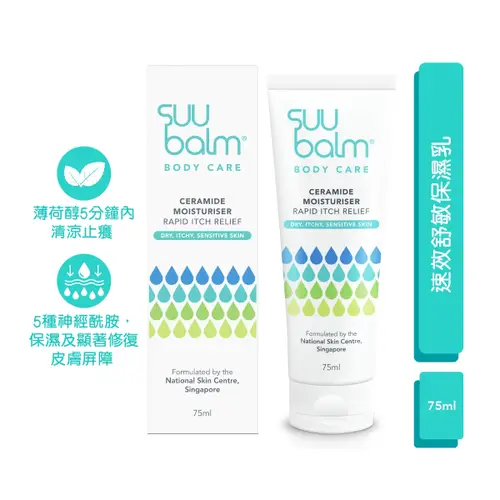 薄荷醇5分鐘內
清涼止癢
5種神經酰胺，
保濕及顯著修復
皮膚屏障
suu
balm®
BODY CARE
CERAMIDE
MOISTURISER
RAPID ITCH RELIEF
DRY, ITCHY, SENSITIVE SKIN
Formulated by the
National Skin Centre,
Singapore
75ml
suu
balm®
BODY CARE
CERAMIDE
MOISTURISER
RAPID ITCH RELIEF
DRY, ITCHY, SENSITIVE SKIN
Formulated by the
National Skin Centre,
Singapore
75ml
速效舒敏保濕乳
75ml